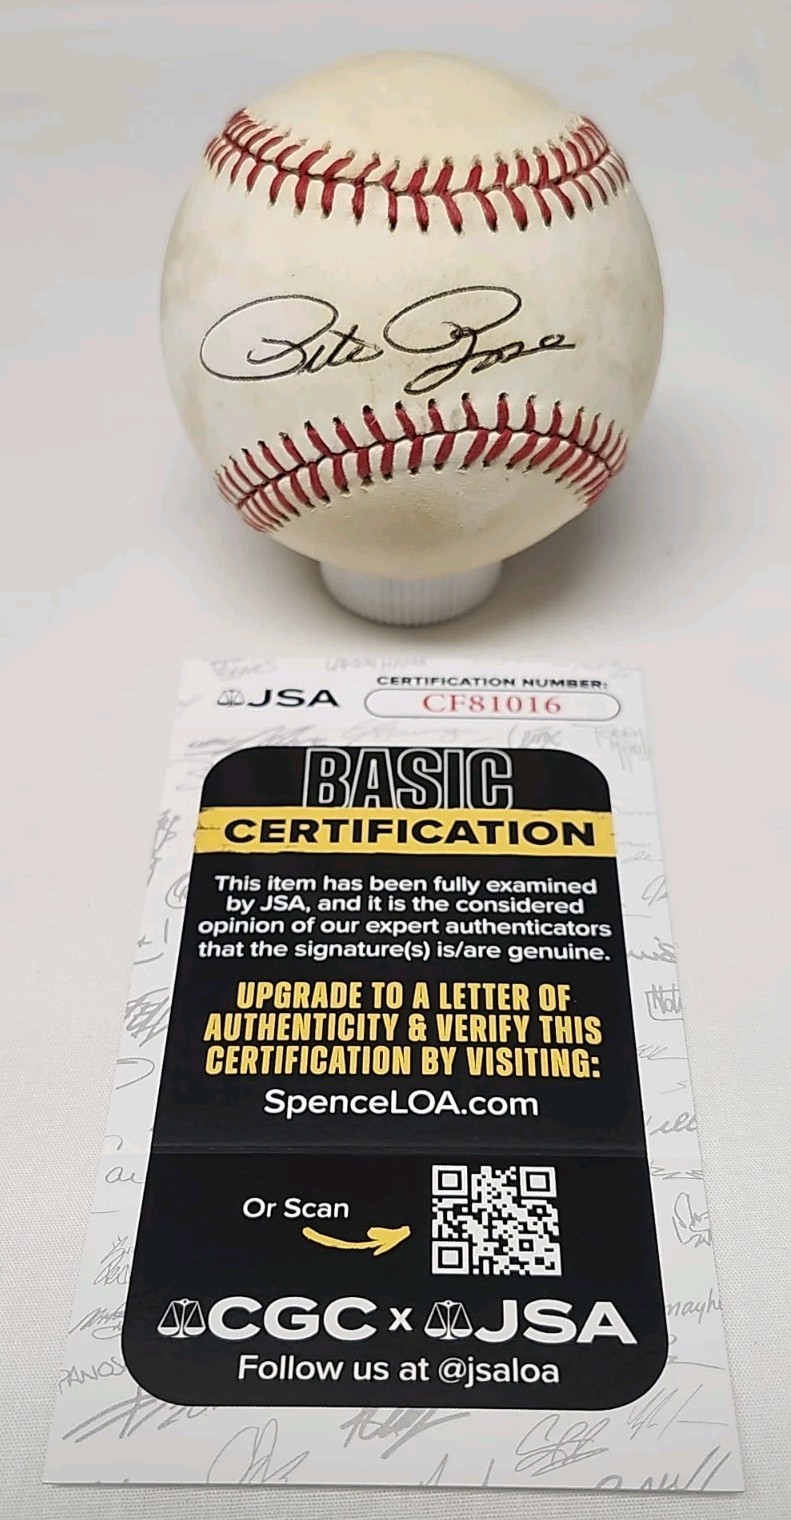 Pete Rose
JSA
CERTIFICATION NUMBER:
CF81016
BASIC
CERTIFICATION
This item has been fully examined
by JSA, and it is the considered
opinion of our expert authenticators
that the signature(s) is/are genuine.
UPGRADE TO A LETTER OF
AUTHENTICITY & VERIFY THIS
CERTIFICATION BY VISITING:
SpenceLOA.com
Or Scan
CGC x JSA
Follow us at @jsaloa